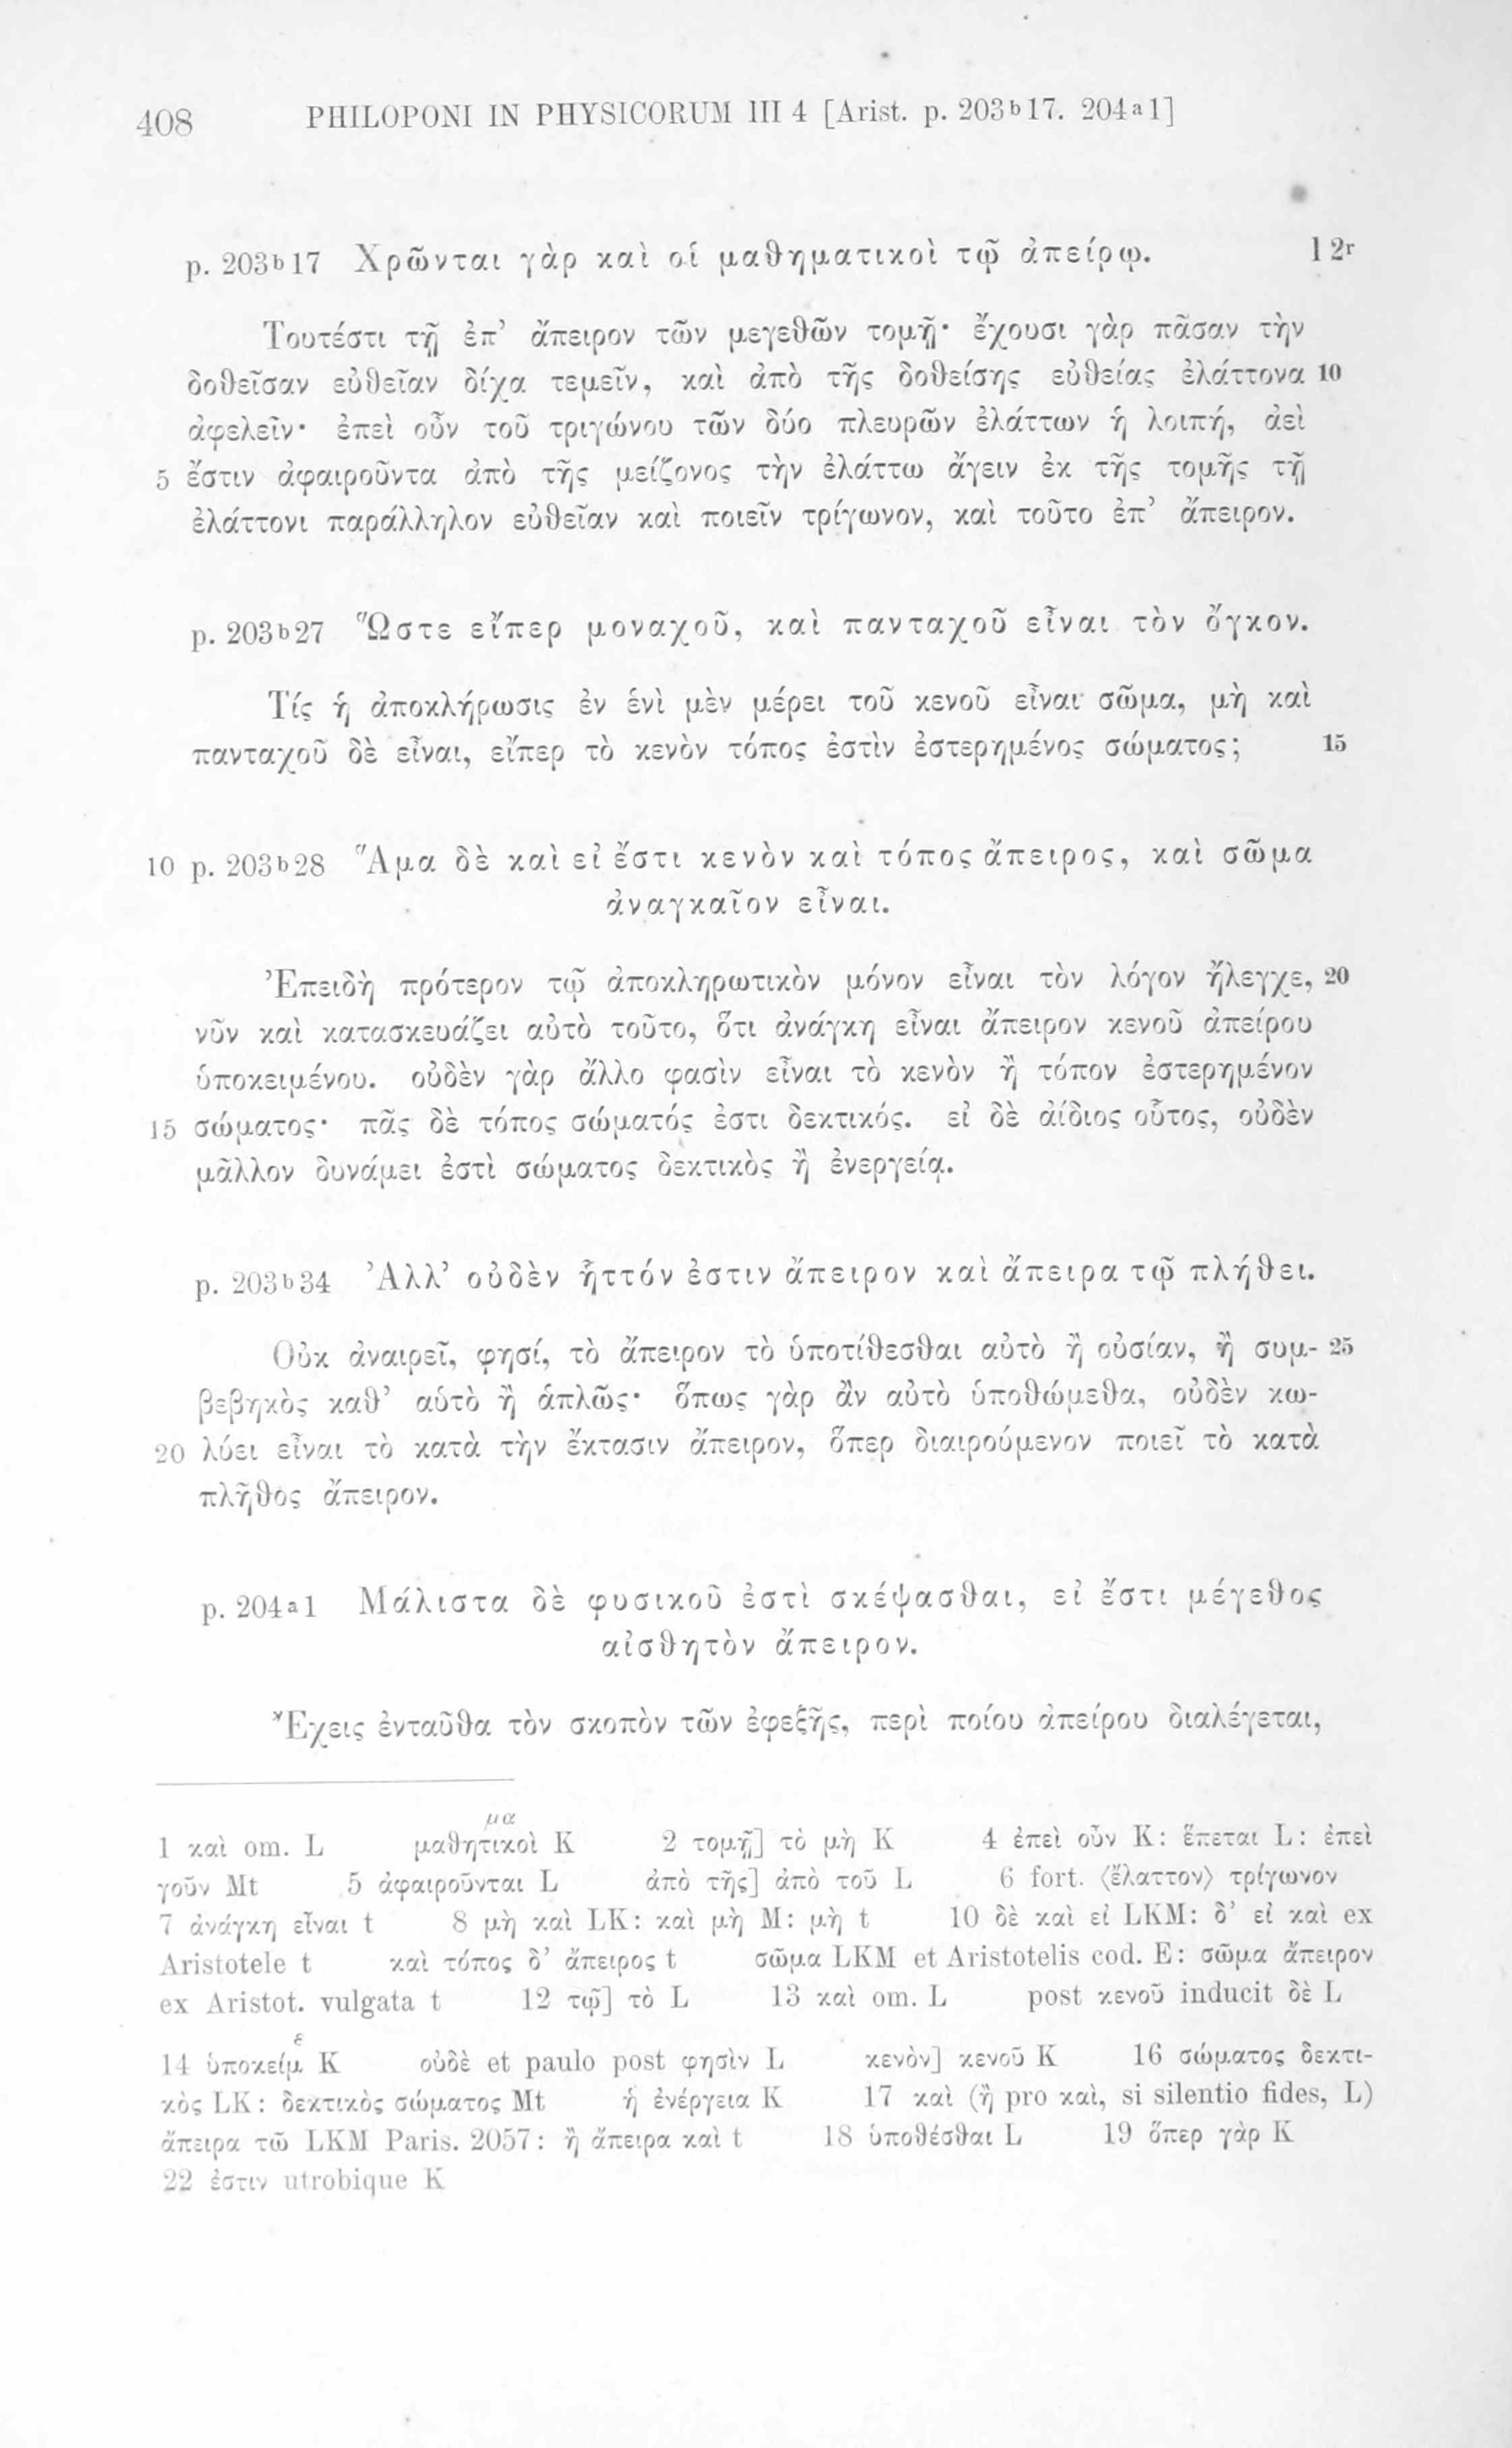 408 PHILOPONI IN PHYSICORUM III 4 [Arist. p. 203ᵇ17. 204ᵃ1]
p. 203ᵇ17 Χρῶνται γὰρ καὶ οἱ μαθηματικοὶ τῷ ἀπείρῳ. 1 2ʳ
Τουτέστι τῇ ἐπ’ ἄπειρον τῶν μεγεθῶν τομῇ· ἔχουσι γὰρ πᾶσαν τὴν
δοθεῖσαν εὐθεῖαν δίχα τεμεῖν, καὶ ἀπὸ τῆς δοθείσης εὐθείας ἐλάττονα 10
ἀφελεῖν· ἐπεὶ οὖν τοῦ τριγώνου τῶν δύο πλευρῶν ἐλάττων ἡ λοιπή, ἀεὶ
5 ἔστιν ἀφαιροῦντα ἀπὸ τῆς μείζονος τὴν ἐλάττω ἄγειν ἐκ τῆς τομῆς τῇ
ἐλάττονι παράλληλον εὐθεῖαν καὶ ποιεῖν τρίγωνον, καὶ τοῦτο ἐπ’ ἄπειρον.
p. 203ᵇ27 Ὥστε εἴπερ μοναχοῦ, καὶ πανταχοῦ εἶναι τὸν ὄγκον.
Τίς ἡ ἀποκλήρωσις ἐν ἑνὶ μὲν μέρει τοῦ κενοῦ εἶναι σῶμα, μὴ καὶ
πανταχοῦ δὲ εἶναι, εἴπερ τὸ κενὸν τόπος ἐστὶν ἐστερημένος σώματος; 15
10 p. 203ᵇ28 Ἅμα δὲ καὶ εἰ ἔστι κενὸν καὶ τόπος ἄπειρος, καὶ σῶμα
ἀναγκαῖον εἶναι.
Ἐπειδὴ πρότερον τῷ ἀποκληρωτικὸν μόνον εἶναι τὸν λόγον ἤλεγχε, 20
νῦν καὶ κατασκευάζει αὐτὸ τοῦτο, ὅτι ἀνάγκη εἶναι ἄπειρον κενοῦ ἀπείρου
ὑποκειμένου. οὐδὲν γὰρ ἄλλο φασὶν εἶναι τὸ κενὸν ἢ τόπον ἐστερημένον
15 σώματος· πᾶς δὲ τόπος σώματός ἐστι δεκτικός. εἰ δὲ ἀίδιος οὗτος, οὐδὲν
μᾶλλον δυνάμει ἐστὶ σώματος δεκτικὸς ἢ ἐνεργείᾳ.
p. 203ᵇ34 Ἀλλ’ οὐδὲν ἧττόν ἐστιν ἄπειρον καὶ ἄπειρα τῷ πλήθει.
Οὐκ ἀναιρεῖ, φησί, τὸ ἄπειρον τὸ ὑποτίθεσθαι αὐτὸ ἢ οὐσίαν, ἢ συμ- 25
βεβηκὸς καθ’ αὑτὸ ἢ ἁπλῶς· ὅπως γὰρ ἂν αὐτὸ ὑποθώμεθα, οὐδὲν κω-
20 λύει εἶναι τὸ κατὰ τὴν ἔκτασιν ἄπειρον, ὅπερ διαιρούμενον ποιεῖ τὸ κατὰ
πλῆθος ἄπειρον.
p. 204ᵃ1 Μάλιστα δὲ φυσικοῦ ἐστὶ σκέψασθαι, εἰ ἔστι μέγεθος
αἰσθητὸν ἄπειρον.
Ἔχεις ἐνταῦθα τὸν σκοπὸν τῶν ἐφεξῆς, περὶ ποίου ἀπείρου διαλέγεται,
μα
1 καὶ om. L μαθητικοὶ K 2 τομῇ] τὸ μὴ K 4 ἐπεὶ οὖν K: ἕπεται L: ἐπεὶ
γοῦν Mt 5 ἀφαιροῦνται L ἀπὸ τῆς] ἀπὸ τοῦ L 6 fort. ⟨ἔλαττον⟩ τρίγωνον
7 ἀνάγκη εἶναι t 8 μὴ καὶ LK: καὶ μὴ M: μὴ t 10 δὲ καὶ εἰ LKM: δ’ εἰ καὶ ex
Aristotele t καὶ τόπος δ’ ἄπειρος t σῶμα LKM et Aristotelis cod. E: σῶμα ἄπειρον
ex Aristot. vulgata t 12 τῷ] τὸ L 13 καὶ om. L post κενοῦ inducit δὲ L
ε
14 ὑποκείμ K οὐδὲ et paulo post φησὶν L κενὸν] κενοῦ K 16 σώματος δεκτι-
κὸς LK: δεκτικὸς σώματος Mt ἡ ἐνέργεια K 17 καὶ (ἢ pro καὶ, si silentio fides, L)
ἄπειρα τῶ LKM Paris. 2057: ἢ ἄπειρα καὶ t 18 ὑποθέσθαι L 19 ὅπερ γὰρ K
22 ἐστιν utrobique K